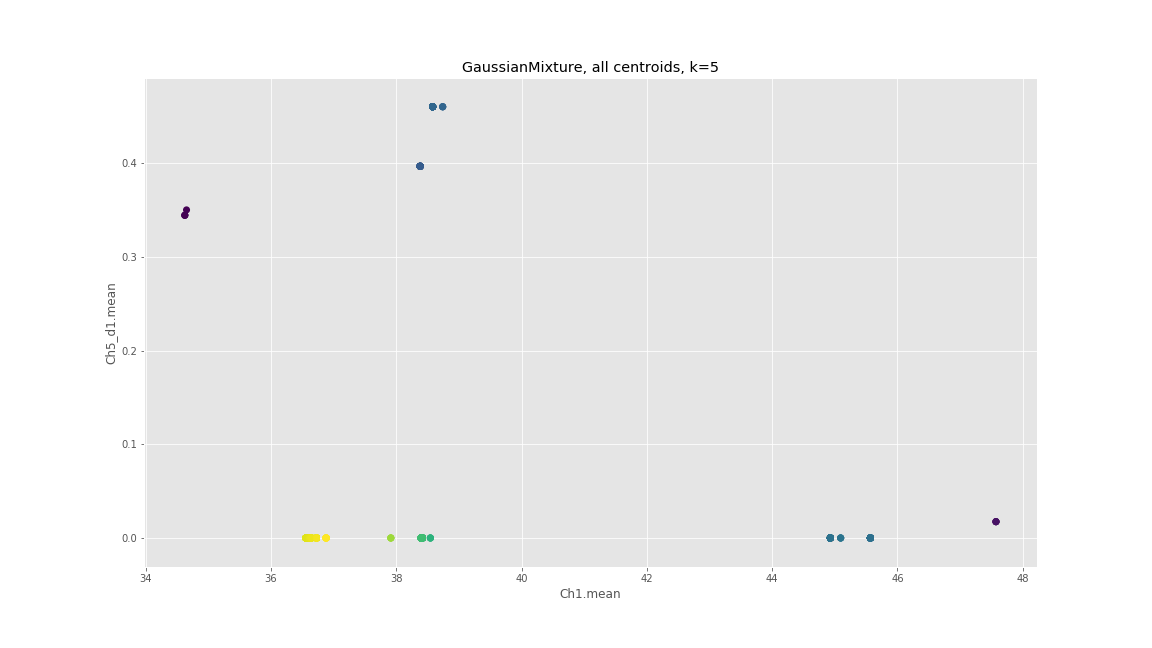 GaussianMixture, all centroids, k=5
0.4
0.3
0.2
0.1
0.0
Ch5_d1.mean
34 36 38 40 42 44 46 48
Ch1.mean